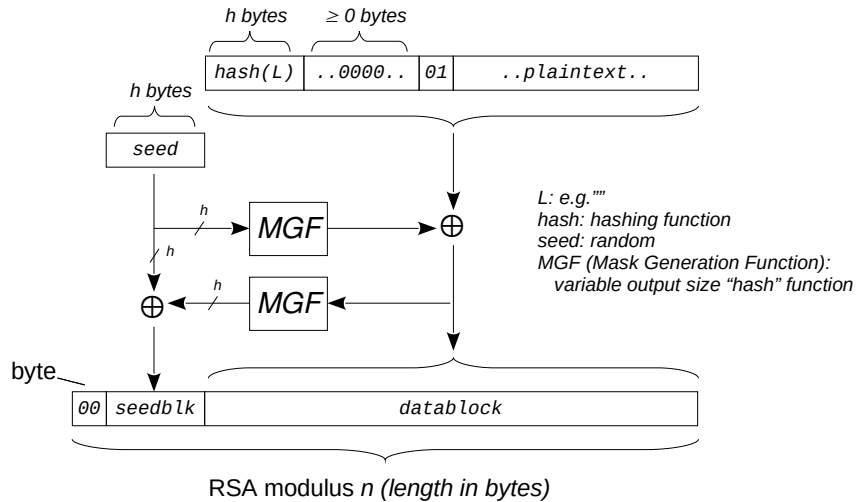 h bytes
≥ 0 bytes
hash(L)
..0000..
01
..plaintext..
h bytes
seed
h
MGF
⊕
h
L: e.g.””
hash: hashing function
seed: random
MGF (Mask Generation Function):
variable output size “hash” function
⊕
h
MGF
byte
00
seedblk
datablock
RSA modulus n (length in bytes)